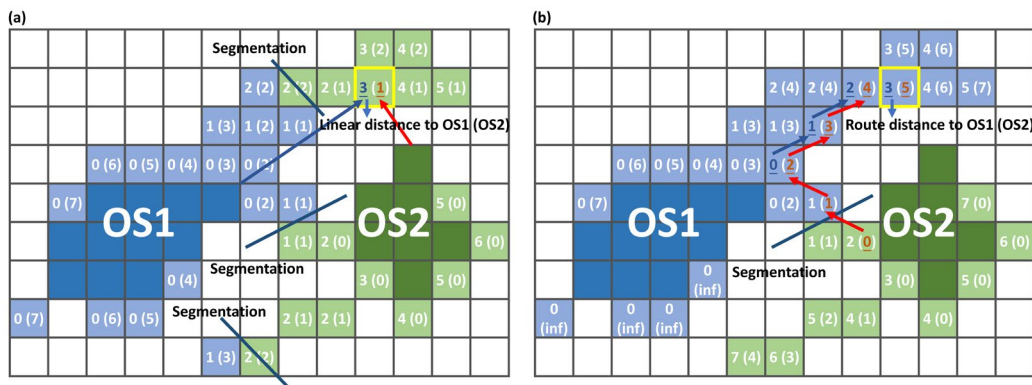 (a)
3 (2) 4 (2)
Segmentation
2 (2) 2 (2) 2 (1) 3 (1) 4 (1) 5 (1)
1 (3) 1 (2) 1 (1) Linear distance to OS1 (OS2)
0 (6) 0 (5) 0 (4) 0 (3) 0 (2)
0 (7) OS1 0 (2) 1 (1) OS2 5 (0)
1 (1) 2 (0) 6 (0)
Segmentation
0 (4) 3 (0) 5 (0)
Segmentation
0 (7) 0 (6) 0 (5) 2 (1) 2 (1) 4 (0)
1 (3) 2 (2)
(b)
3 (5) 4 (6)
2 (4) 2 (4) 2 (4) 3 (5) 4 (6) 5 (7)
1 (3) 1 (3) 1 (3) Route distance to OS1 (OS2)
0 (6) 0 (5) 0 (4) 0 (3) 0 (2)
0 (7) OS1 0 (2) 1 (1) OS2 7 (0)
1 (1) 2 (0) 6 (0)
Segmentation
0 (inf) 3 (0) 5 (0)
0 (inf) 0 (inf) 0 (inf) 5 (2) 4 (1) 4 (0)
7 (4) 6 (3)